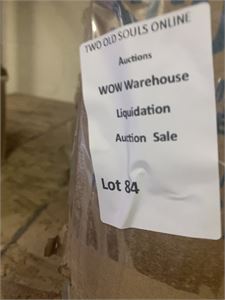 TWO OLD SOULS ONLINE
Auctions
WOW Warehouse
Liquidation
Auction Sale
Lot 84